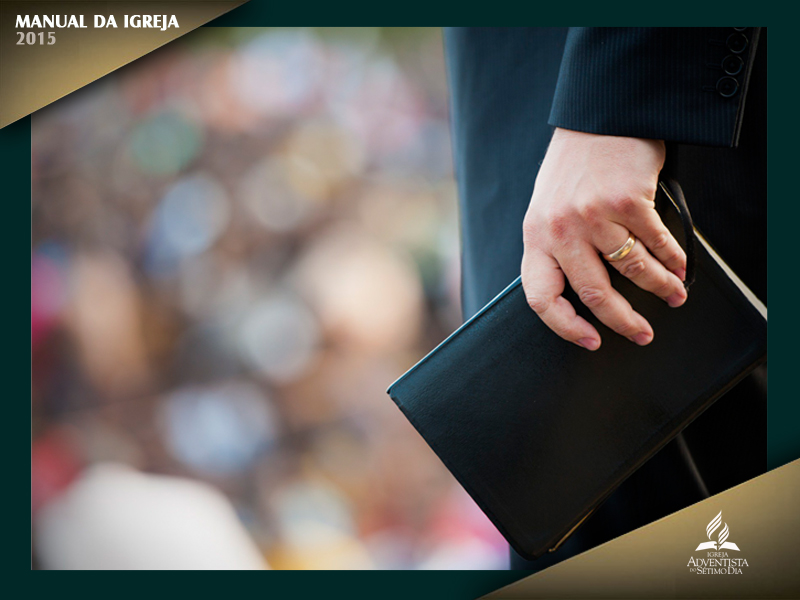 MANUAL DA IGREJA
2015
IGREJA
ADVENTISTA
DO SÉTIMO DIA